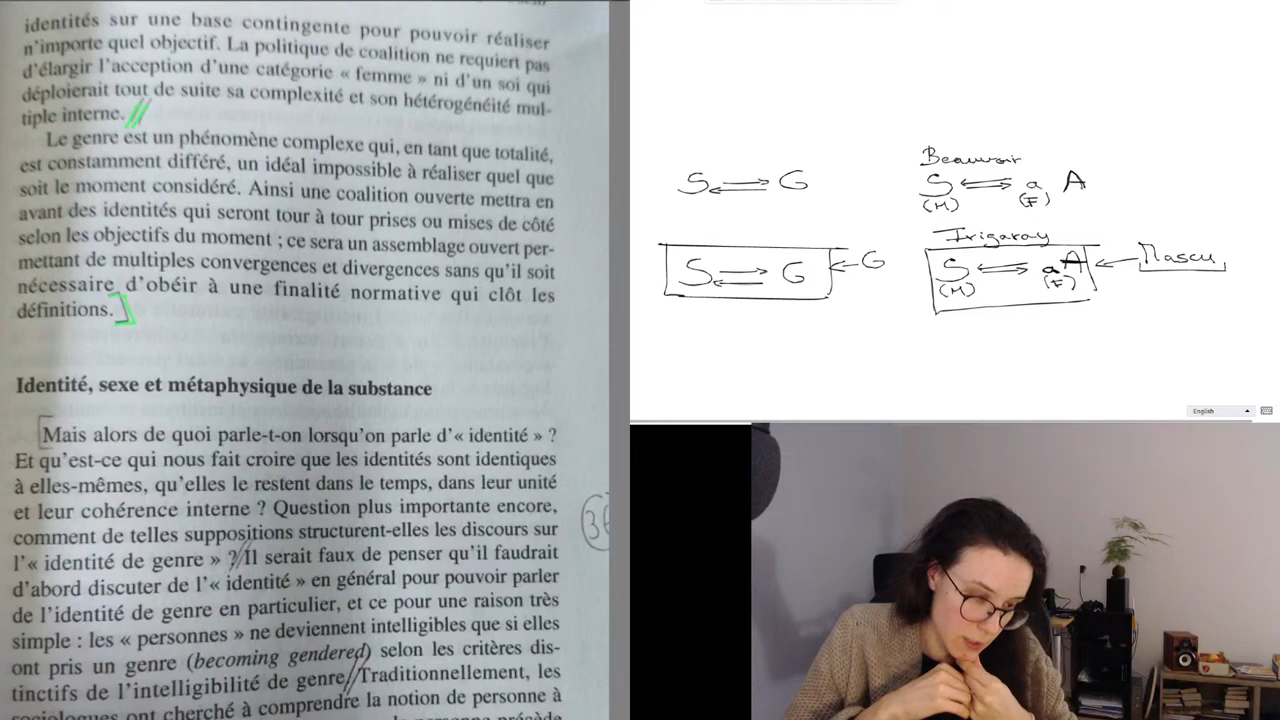 identités sur une base contingente pour pouvoir réaliser
n'importe quel objectif. La politique de coalition ne requiert pas
d'élargir l'acception d'une catégorie « femme » ni d'un soi qui
déploierait tout de suite sa complexité et son hétérogénéité mul-
tiple interne.
Le genre est un phénomène complexe qui, en tant que totalité,
est constamment différé, un idéal impossible à réaliser quel que
soit le moment considéré. Ainsi une coalition ouverte mettra en
avant des identités qui seront tour à tour prises ou mises de côté
selon les objectifs du moment ; ce sera un assemblage ouvert per-
mettant de multiples convergences et divergences sans qu'il soit
nécessaire d'obéir à une finalité normative qui clôt les
définitions.
Identité, sexe et métaphysique de la substance
Mais alors de quoi parle-t-on lorsqu'on parle d'« identité » ?
Et qu'est-ce qui nous fait croire que les identités sont identiques
à elles-mêmes, qu'elles le restent dans le temps, dans leur unité
et leur cohérence interne ? Question plus importante encore,
comment de telles suppositions structurent-elles les discours sur
l'« identité de genre » ? Il serait faux de penser qu'il faudrait
d'abord discuter de l'« identité » en général pour pouvoir parler
de l'identité de genre en particulier, et ce pour une raison très
simple : les « personnes » ne deviennent intelligibles que si elles
ont pris un genre (becoming gendered) selon les critères dis-
tinctifs de l'intelligibilité de genre. Traditionnellement, les
sociologues ont cherché à comprendre la notion de personne à
S ⇌ G
Beauvoir
S ⇌ a A
(M) (F)
S ⇌ G ← G
Irigaray
S ⇌ a A ← Mascu.
(M) (F)
English